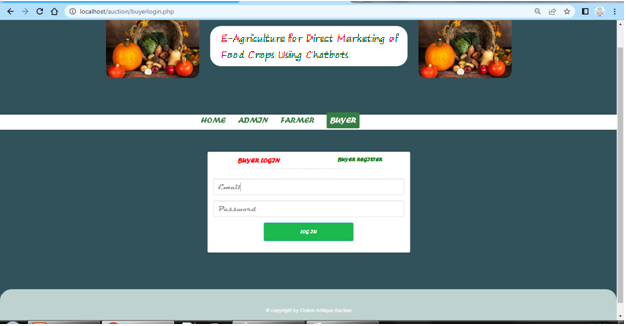 localhost/auction/buyerlogin.php
E-Agriculture for Direct Marketing of
Food Crops Using Chatbots
HOME ADMIN FARMER BUYER
BUYER LOGIN BUYER REGISTER
Email
Password
LOG IN
© copyright by Online Antique Auction